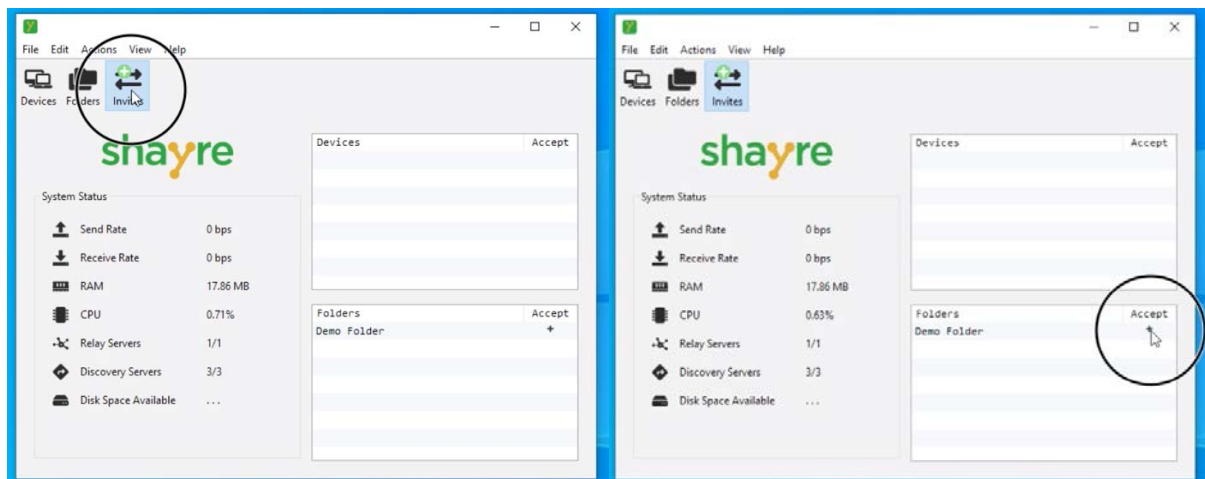 File Edit Actions View Help
Devices Folders Invites
shayre
Devices Accept
System Status
Send Rate 0 bps
Receive Rate 0 bps
RAM 17.86 MB
CPU 0.71%
Folders Accept
Demo Folder +
Relay Servers 1/1
Discovery Servers 3/3
Disk Space Available ...
File Edit Actions View Help
Devices Folders Invites
shayre
Devices Accept
System Status
Send Rate 0 bps
Receive Rate 0 bps
RAM 17.86 MB
CPU 0.63%
Folders Accept
Demo Folder +
Relay Servers 1/1
Discovery Servers 3/3
Disk Space Available ...